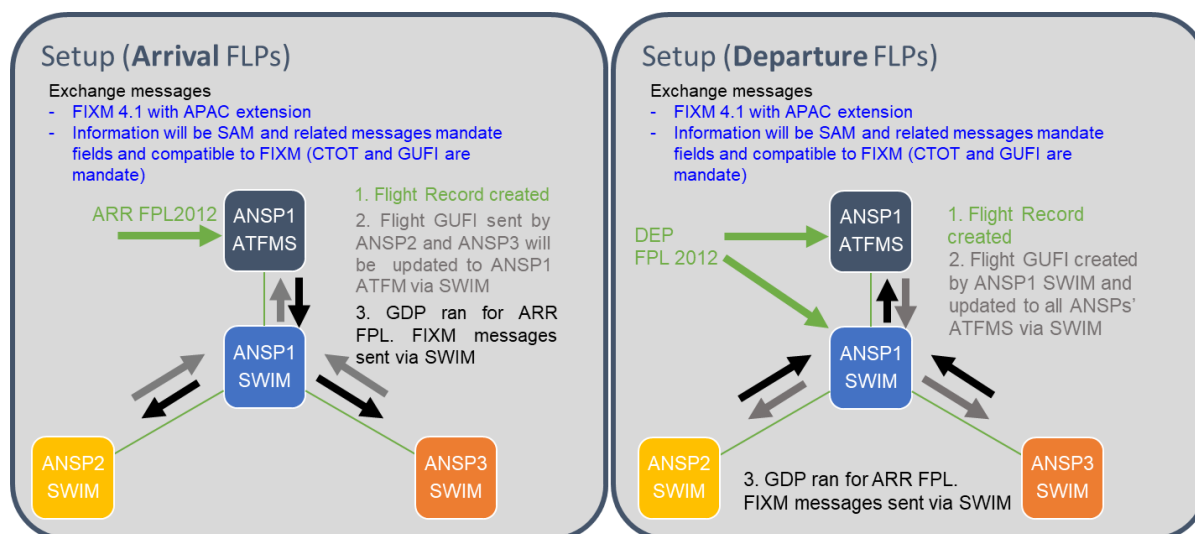 Setup (Arrival FLPs)
Exchange messages
- FIXM 4.1 with APAC extension
- Information will be SAM and related messages mandate
fields and compatible to FIXM (CTOT and GUFI are
mandate)
ARR FPL2012
ANSP1
ATFMS
1. Flight Record created
2. Flight GUFI sent by
ANSP2 and ANSP3 will
be updated to ANSP1
ATFM via SWIM
3. GDP ran for ARR
FPL. FIXM messages
sent via SWIM
ANSP1
SWIM
ANSP2
SWIM
ANSP3
SWIM
Setup (Departure FLPs)
Exchange messages
- FIXM 4.1 with APAC extension
- Information will be SAM and related messages mandate
fields and compatible to FIXM (CTOT and GUFI are
mandate)
DEP
FPL 2012
ANSP1
ATFMS
1. Flight Record
created
2. Flight GUFI created
by ANSP1 SWIM and
updated to all ANSPs'
ATFMS via SWIM
ANSP1
SWIM
ANSP2
SWIM
3. GDP ran for ARR FPL.
FIXM messages sent via SWIM
ANSP3
SWIM